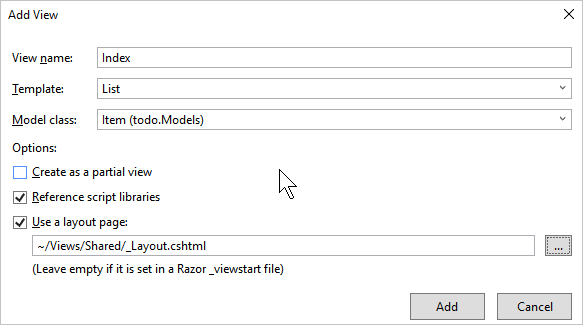 Add View
View name: Index
Template: List
Model class: Item (todo.Models)
Options:
Create as a partial view
Reference script libraries
Use a layout page:
~/Views/Shared/_Layout.cshtml ...
(Leave empty if it is set in a Razor _viewstart file)
Add Cancel